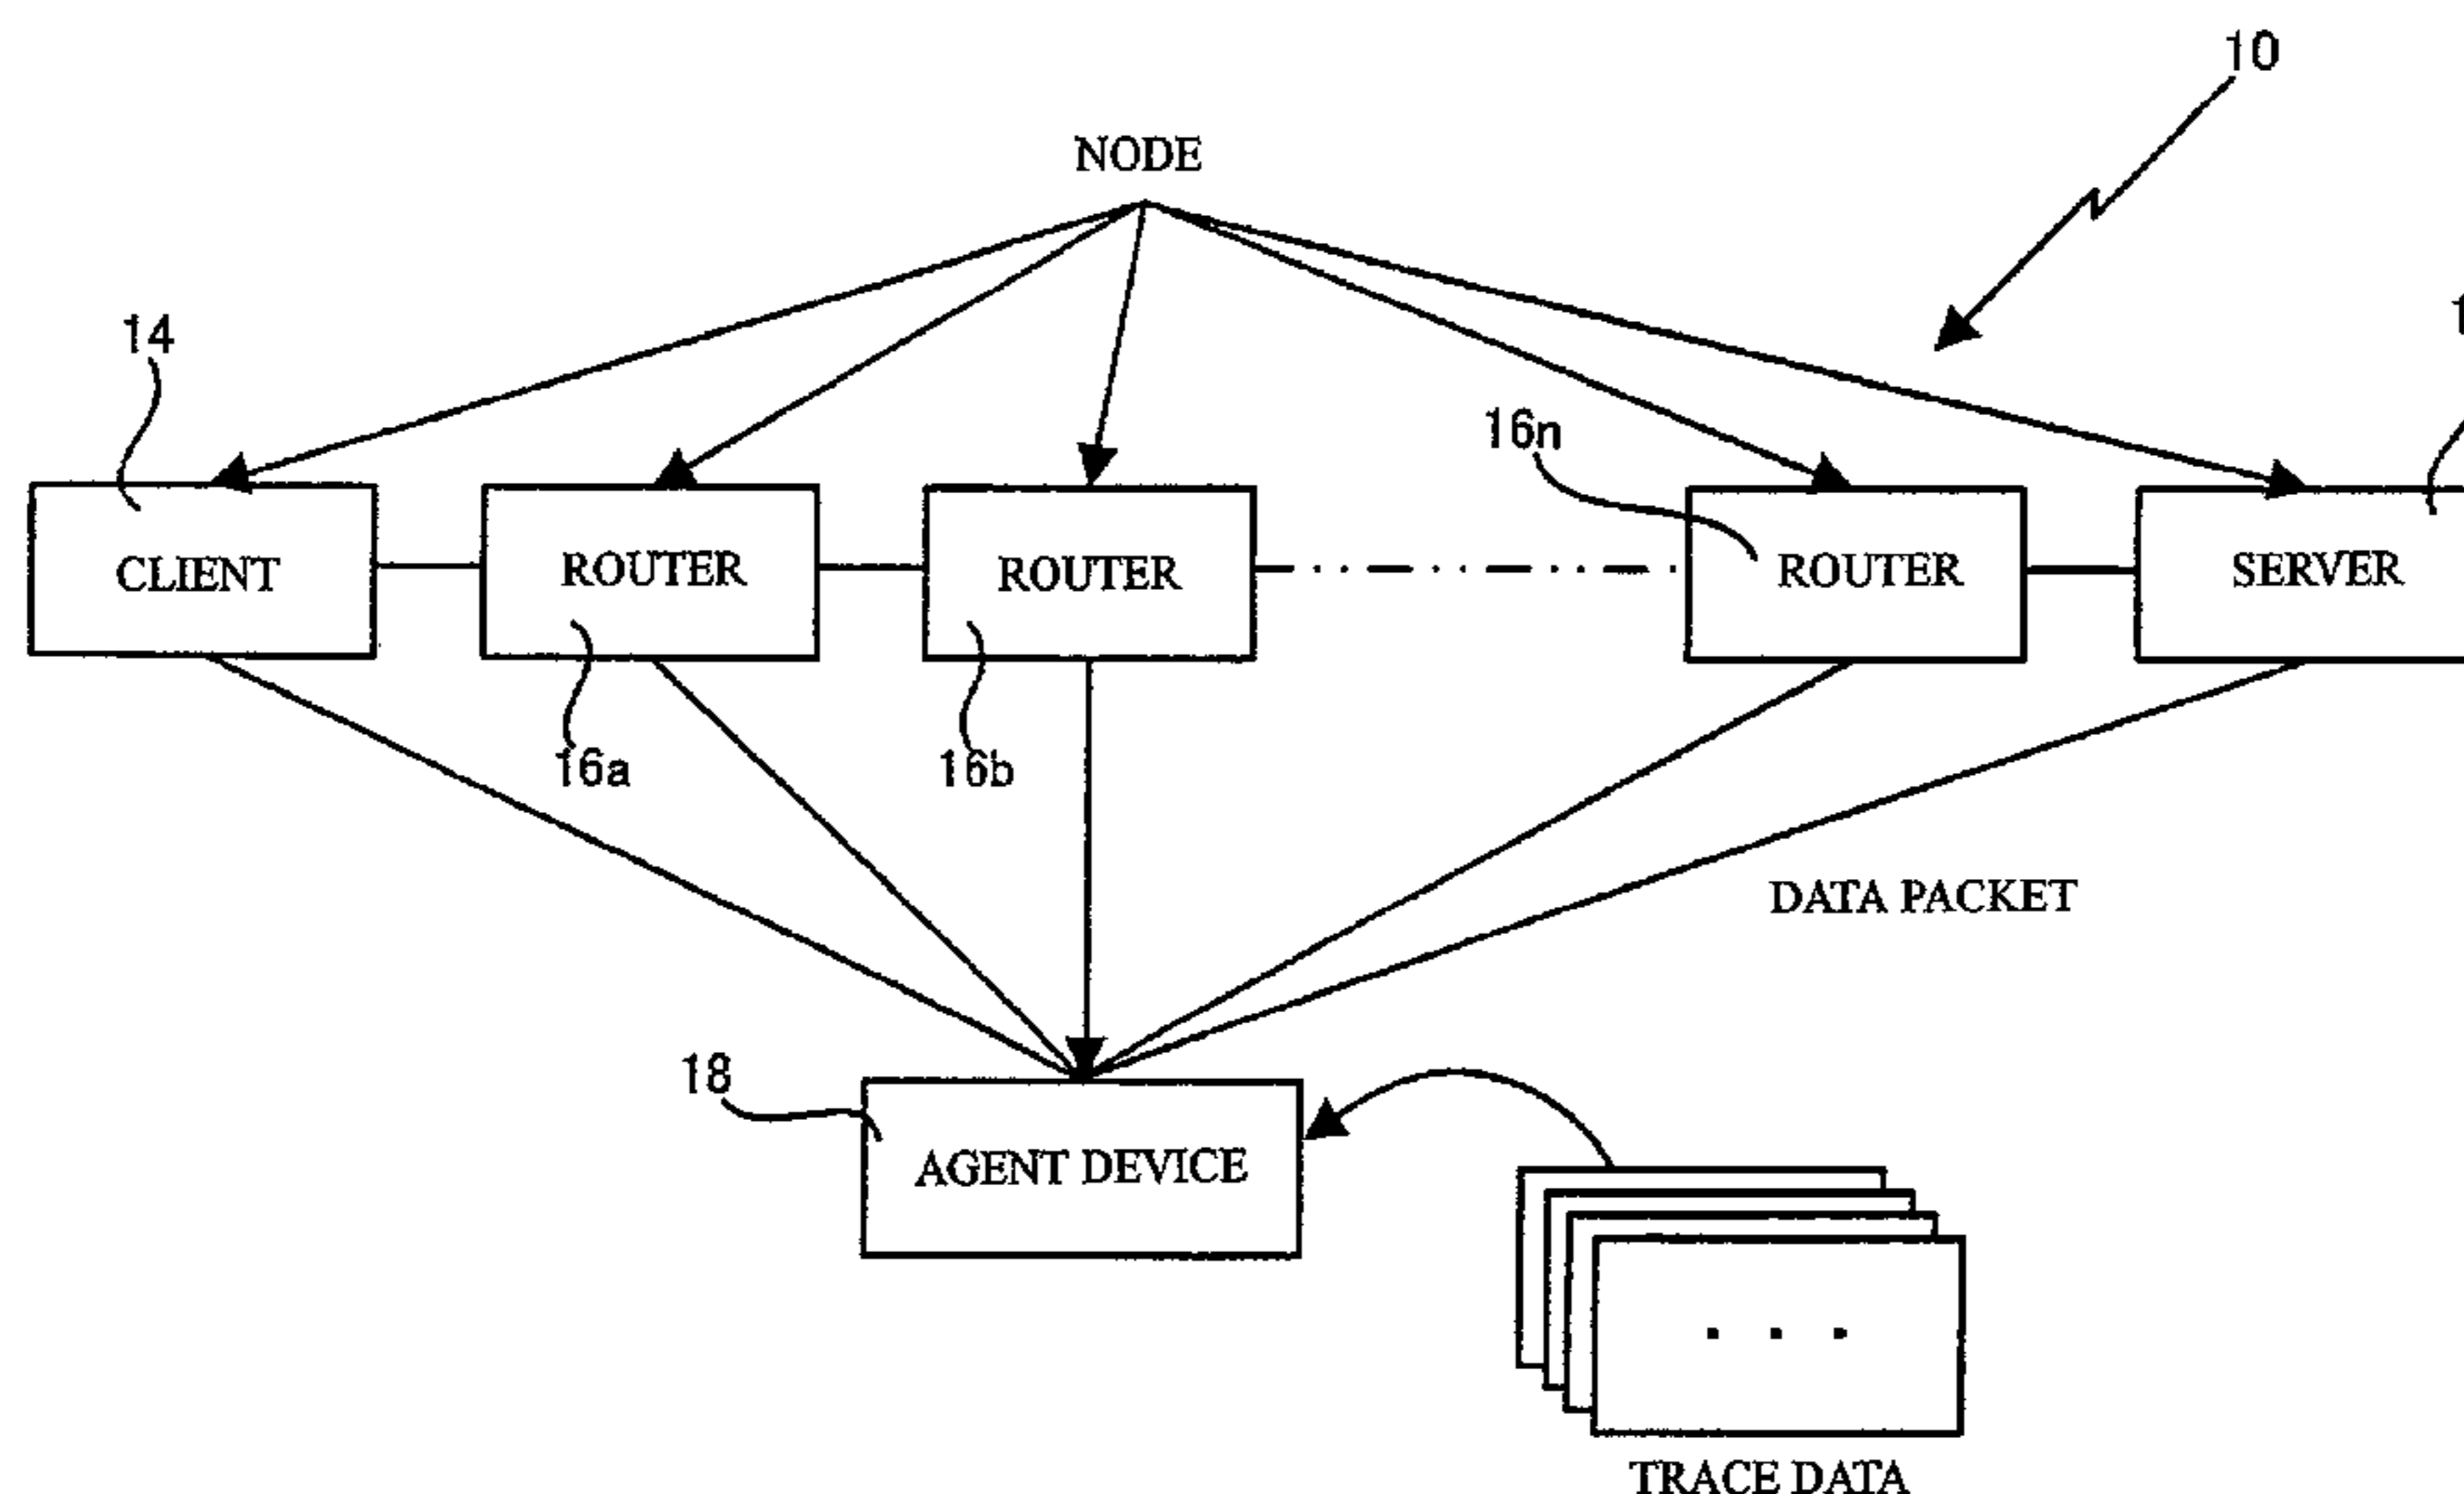 10
NODE
14
16n
CLIENT
ROUTER
ROUTER
ROUTER
SERVER
16a
16b
DATA PACKET
18
AGENT DEVICE
. . .
TRACE DATA